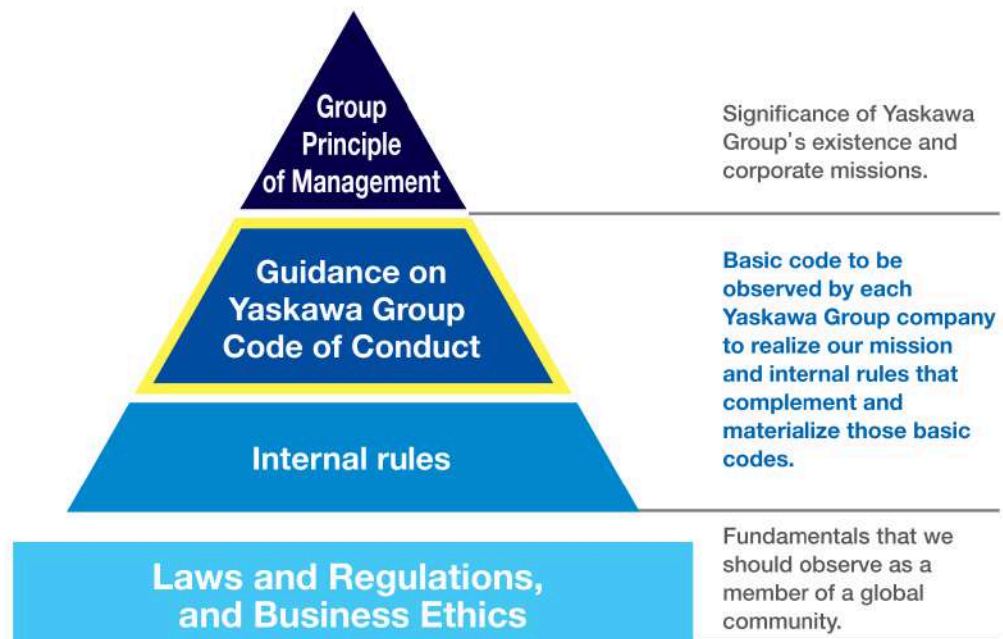 Group
Principle
of Management
Significance of Yaskawa
Group's existence and
corporate missions.
Guidance on
Yaskawa Group
Code of Conduct
Basic code to be
observed by each
Yaskawa Group company
to realize our mission
and internal rules that
complement and
materialize those basic
codes.
Internal rules
Laws and Regulations,
and Business Ethics
Fundamentals that we
should observe as a
member of a global
community.